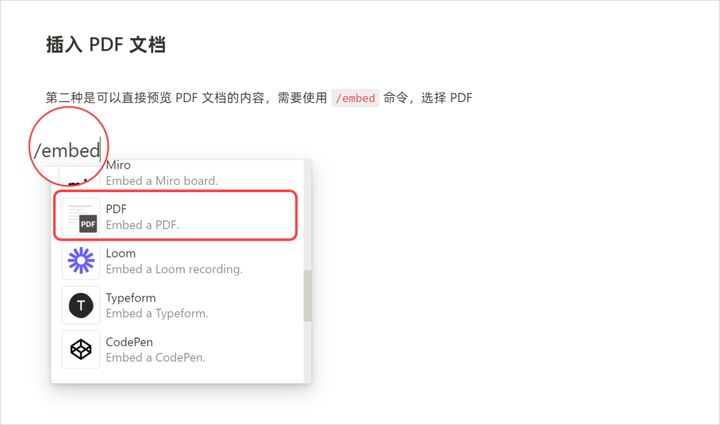 插入 PDF 文档
第二种是可以直接预览 PDF 文档的内容，需要使用 /embed 命令，选择 PDF
/embed
Miro
Embed a Miro board.
PDF
PDF
Embed a PDF.
Loom
Embed a Loom recording.
T
Typeform
Embed a Typeform.
CodePen
Embed a CodePen.